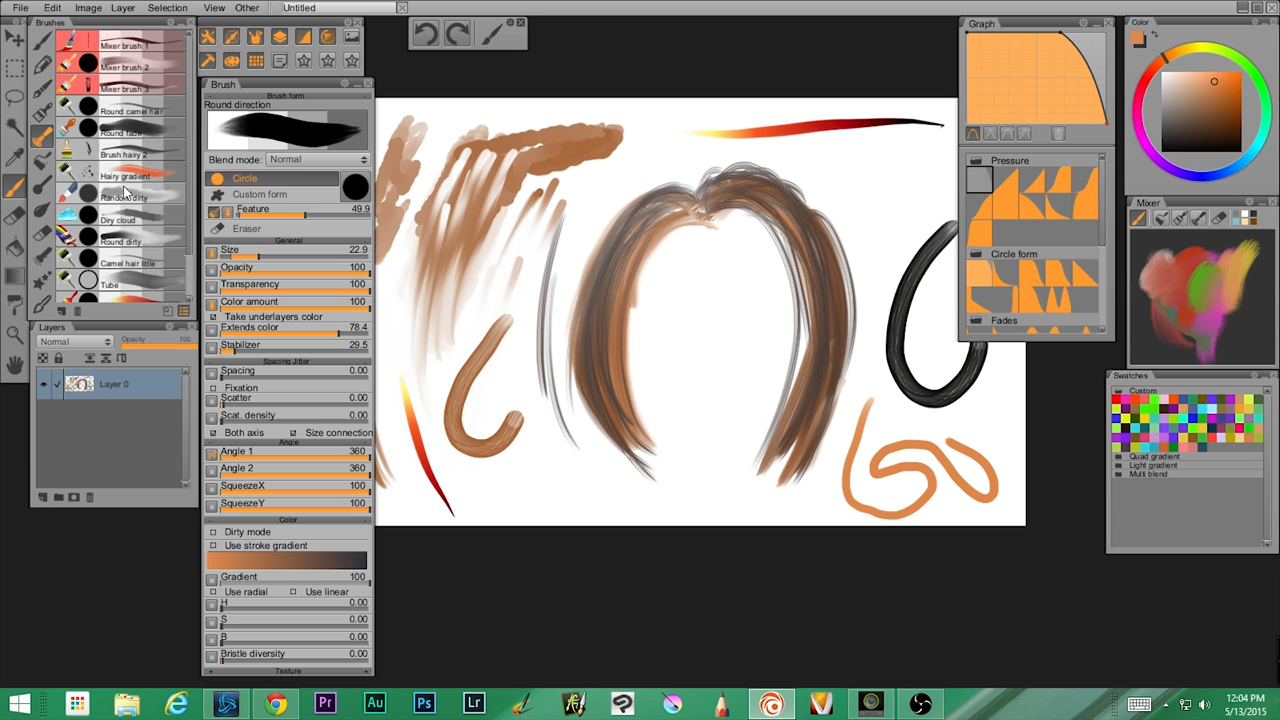 File Edit Image Layer Selection View Other Untitled
Brushes
Mixer brush 1
Mixer brush 2
Mixer brush 3
Round camel hair
Round fade
Brush hairy 2
Hairy gradient
Random dirty
Diry cloud
Round dirty
Camel hair little
Tube
Layers
Normal Opacity 100
Layer 0
Brush
Brush form
Round direction
Blend mode: Normal
Circle
Custom form
Feature 49.9
Eraser
General
Size 22.9
Opacity 100
Transparency 100
Color amount 100
Take underlayers color
Extends color 78.4
Stabilizer 29.5
Spacing Jitter
Spacing 0.00
Fixation
Scatter 0.00
Scat. density 0.00
Both axis Size connection
Angle
Angle 1 360
Angle 2 360
SqueezeX 100
SqueezeY 100
Color
Dirty mode
Use stroke gradient
Gradient 100
Use radial Use linear
H 0.00
S 0.00
B 0.00
Bristle diversity 0.00
Texture
Graph
Pressure
Circle form
Fades
Color
Mixer
Swatches
Custom
Quad gradient
Light gradient
Multi blend
Pr Au Ps Lr
12:04 PM
5/13/2015